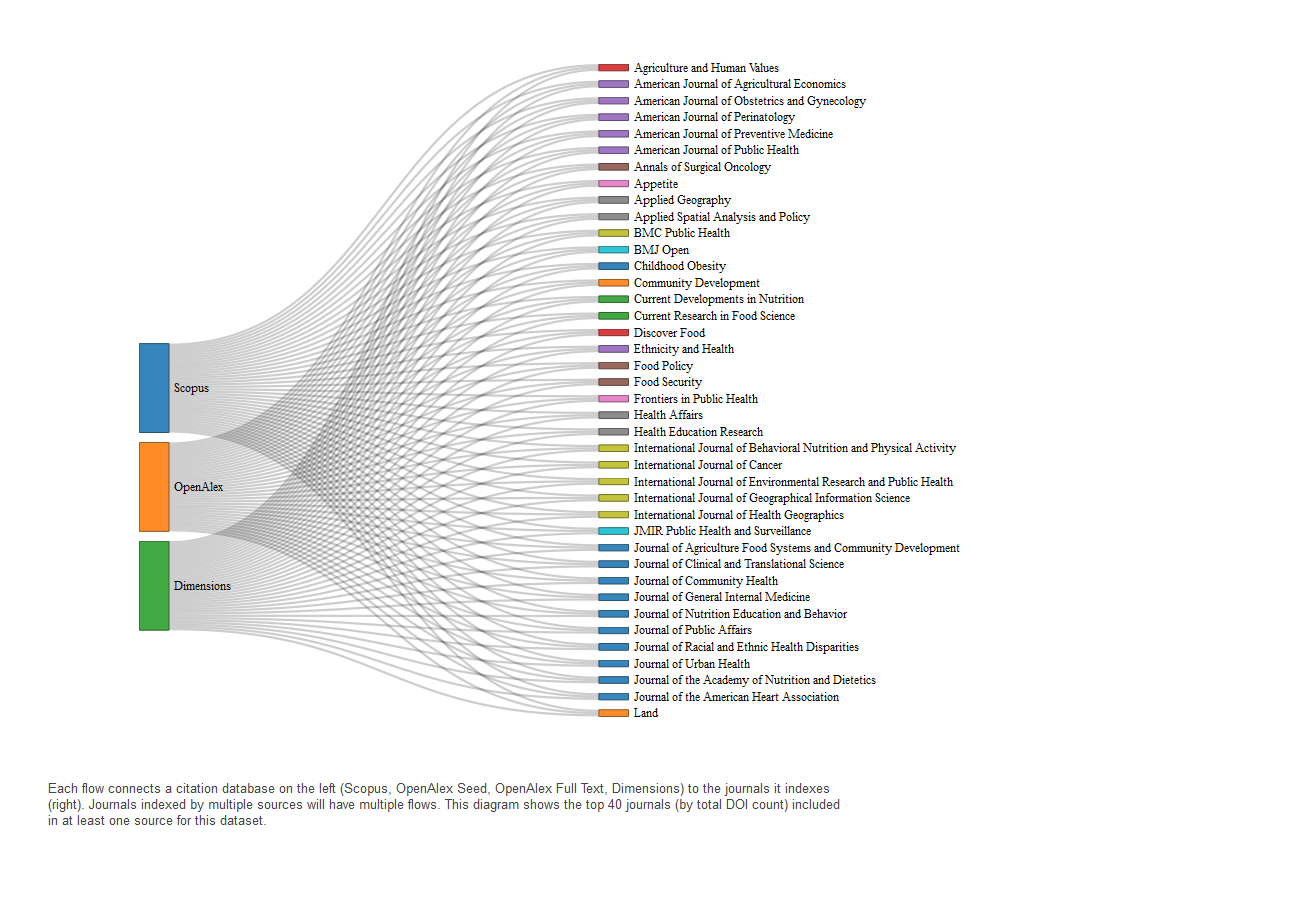 Scopus
OpenAlex
Dimensions
Agriculture and Human Values
American Journal of Agricultural Economics
American Journal of Obstetrics and Gynecology
American Journal of Perinatology
American Journal of Preventive Medicine
American Journal of Public Health
Annals of Surgical Oncology
Appetite
Applied Geography
Applied Spatial Analysis and Policy
BMC Public Health
BMJ Open
Childhood Obesity
Community Development
Current Developments in Nutrition
Current Research in Food Science
Discover Food
Ethnicity and Health
Food Policy
Food Security
Frontiers in Public Health
Health Affairs
Health Education Research
International Journal of Behavioral Nutrition and Physical Activity
International Journal of Cancer
International Journal of Environmental Research and Public Health
International Journal of Geographical Information Science
International Journal of Health Geographics
JMIR Public Health and Surveillance
Journal of Agriculture Food Systems and Community Development
Journal of Clinical and Translational Science
Journal of Community Health
Journal of General Internal Medicine
Journal of Nutrition Education and Behavior
Journal of Public Affairs
Journal of Racial and Ethnic Health Disparities
Journal of Urban Health
Journal of the Academy of Nutrition and Dietetics
Journal of the American Heart Association
Land
Each flow connects a citation database on the left (Scopus, OpenAlex Seed, OpenAlex Full Text, Dimensions) to the journals it indexes
(right). Journals indexed by multiple sources will have multiple flows. This diagram shows the top 40 journals (by total DOI count) included
in at least one source for this dataset.